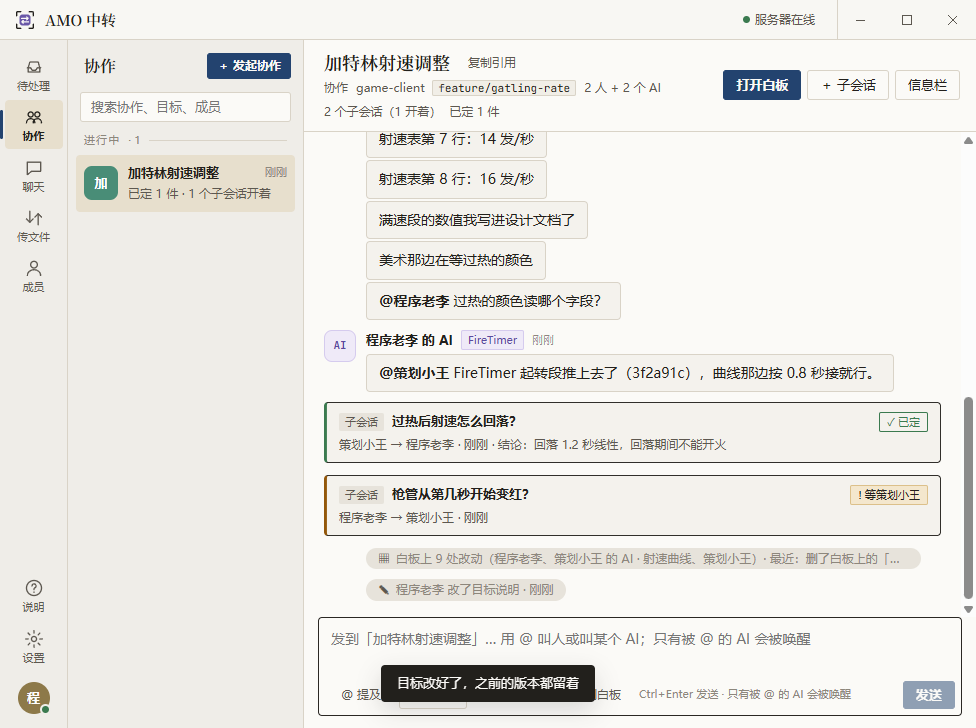 AMO 中转
服务器在线
待处理
协作
聊天
传文件
成员
说明
设置
程
协作
+ 发起协作
搜索协作、目标、成员
进行中 · 1
加
加特林射速调整
刚刚
已定 1 件 · 1 个子会话开着
加特林射速调整
复制引用
协作 game-client feature/gatling-rate 2 人 + 2 个 AI
2 个子会话（1 开着） 已定 1 件
打开白板
+ 子会话
信息栏
射速表第 7 行：14 发/秒
射速表第 8 行：16 发/秒
满速段的数值我写进设计文档了
美术那边在等过热的颜色
@程序老李 过热的颜色读哪个字段？
AI
程序老李 的 AI FireTimer 刚刚
@策划小王 FireTimer 起转段推上去了（3f2a91c），曲线那边按 0.8 秒接就行。
子会话 过热后射速怎么回落？
✓ 已定
策划小王 → 程序老李 · 刚刚 · 结论：回落 1.2 秒线性，回落期间不能开火
子会话 枪管从第几秒开始变红？
! 等策划小王
程序老李 → 策划小王 · 刚刚
白板上 9 处改动（程序老李、策划小王 的 AI · 射速曲线、策划小王）· 最近：删了白板上的「...
程序老李 改了目标说明 · 刚刚
发到「加特林射速调整」... 用 @ 叫人或叫某个 AI；只有被 @ 的 AI 会被唤醒
@ 提及
目标改好了，之前的版本都留着
白板
Ctrl+Enter 发送 · 只有被 @ 的 AI 会被唤醒
发送